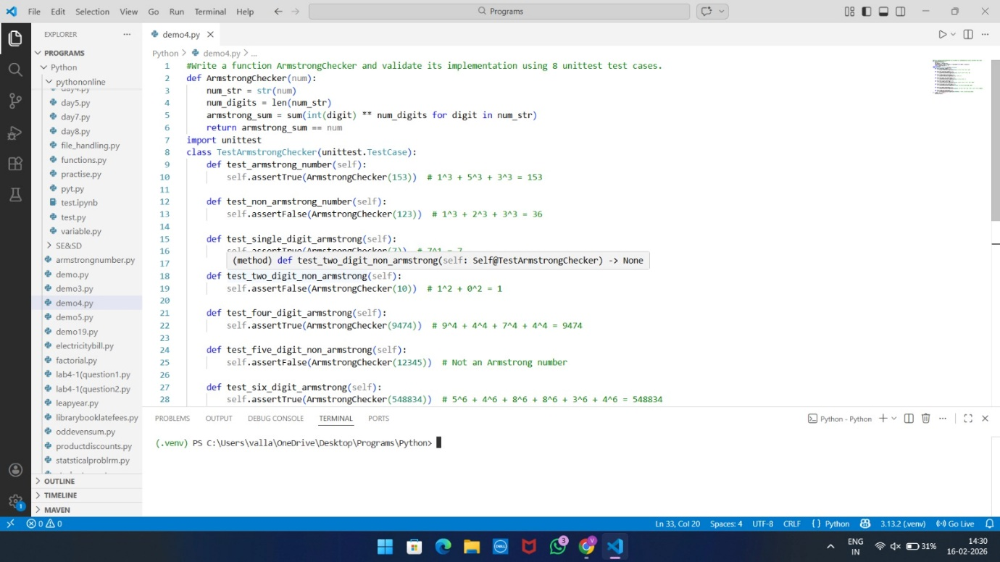 File Edit Selection View Go Run Terminal Help
Programs
EXPLORER
PROGRAMS
Python
pythononline
day4.py
day5.py
day7.py
day8.py
file_handling.py
functions.py
practise.py
pyt.py
test.ipynb
test.py
variable.py
SE&SD
armstrongnumber.py
demo.py
demo3.py
demo4.py
demo5.py
demo19.py
electricitybill.py
factorial.py
lab4-1(question1.py
lab4-1(question2.py
leapyear.py
librarybooklatefees.py
oddevensum.py
productdiscounts.py
statsticalproblrm.py
OUTLINE
TIMELINE
MAVEN
demo4.py
Python > demo4.py > ...
1 #Write a function ArmstrongChecker and validate its implementation using 8 unittest test cases.
2 def ArmstrongChecker(num):
3 num_str = str(num)
4 num_digits = len(num_str)
5 armstrong_sum = sum(int(digit) ** num_digits for digit in num_str)
6 return armstrong_sum == num
7 import unittest
8 class TestArmstrongChecker(unittest.TestCase):
9 def test_armstrong_number(self):
10 self.assertTrue(ArmstrongChecker(153)) # 1^3 + 5^3 + 3^3 = 153
11
12 def test_non_armstrong_number(self):
13 self.assertFalse(ArmstrongChecker(123)) # 1^3 + 2^3 + 3^3 = 36
14
15 def test_single_digit_armstrong(self):
16 self.assertTrue(ArmstrongChecker(7)) # 7^1 = 7
(method) def test_two_digit_non_armstrong(self: Self@TestArmstrongChecker) -> None
17
18 def test_two_digit_non_armstrong(self):
19 self.assertFalse(ArmstrongChecker(10)) # 1^2 + 0^2 = 1
20
21 def test_four_digit_armstrong(self):
22 self.assertTrue(ArmstrongChecker(9474)) # 9^4 + 4^4 + 7^4 + 4^4 = 9474
23
24 def test_five_digit_non_armstrong(self):
25 self.assertFalse(ArmstrongChecker(12345)) # Not an Armstrong number
26
27 def test_six_digit_armstrong(self):
28 self.assertTrue(ArmstrongChecker(548834)) # 5^6 + 4^6 + 8^6 + 8^6 + 3^6 + 4^6 = 548834
PROBLEMS OUTPUT DEBUG CONSOLE TERMINAL PORTS
Python - Python
(.venv) PS C:\Users\valla\OneDrive\Desktop\Programs\Python>
1
0 0
Ln 33, Col 20 Spaces: 4 UTF-8 CRLF { } Python 3.13.2 (.venv) Go Live
DELL
3
V
ENG
IN
31%
14:30
16-02-2026